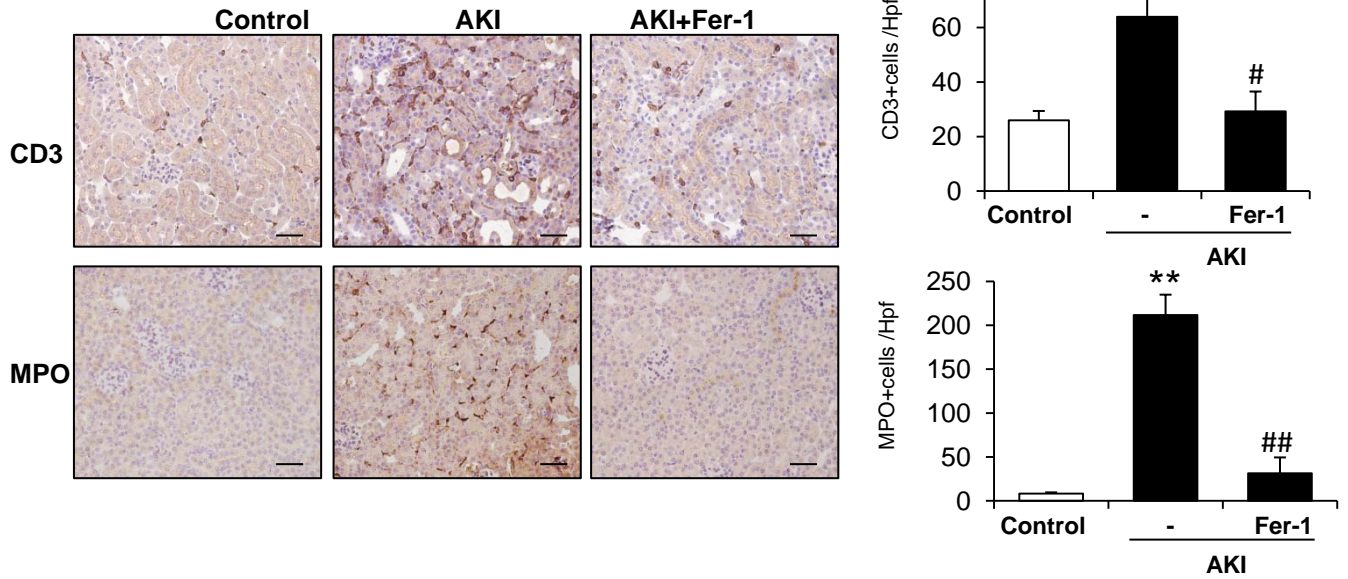 Control AKI AKI+Fer-1
CD3
MPO
CD3+cells /Hpf
60
40
20
0
#
Control - Fer-1
AKI
MPO+cells /Hpf
250
200
150
100
50
0
**
##
Control - Fer-1
AKI